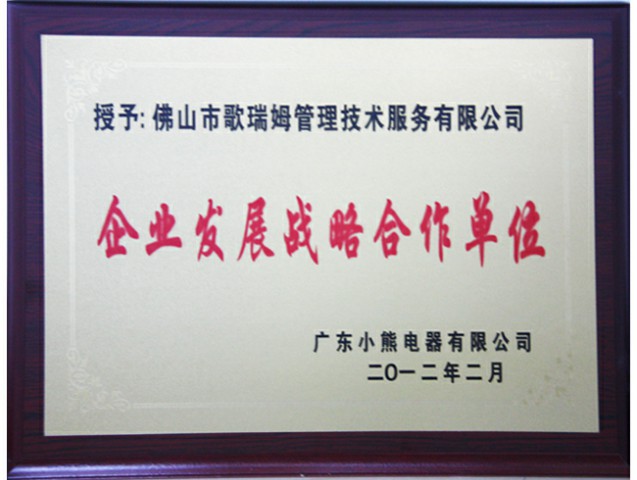 授予:佛山市歌瑞姆管理技术服务有限公司
企业发展战略合作单位
广东小熊电器有限公司
二〇一二年二月